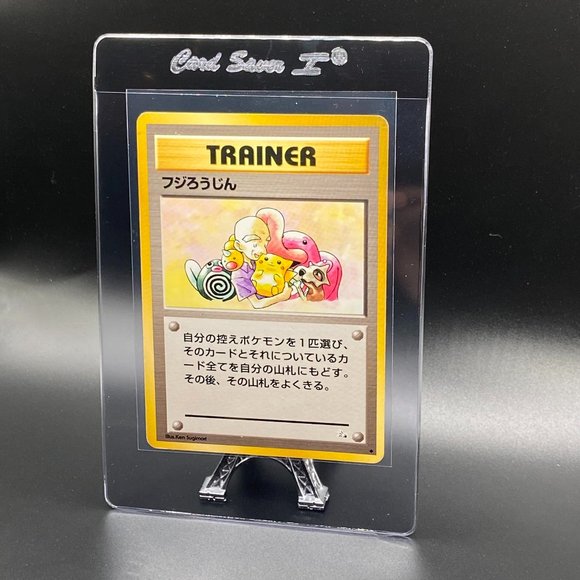 Card Saver I®
TRAINER
フジろうじん
自分の控えポケモンを1匹選び、
そのカードとそれについているカ
ード全てを自分の山札にもどす。
その後、その山札をよくきる。
Illus.Ken Sugimori